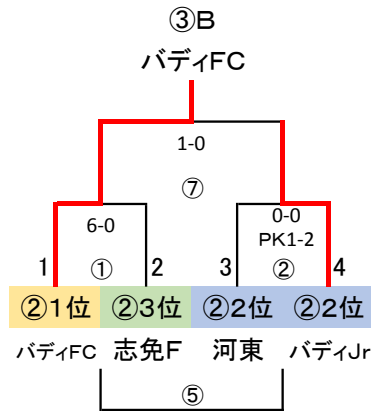 ③B
バディFC
1-0
⑦
6-0
0-0
PK1-2
1 ① 2 3 ② 4
②1位 ②3位 ②2位 ②2位
バディFC 志免F 河東 バディJr
⑤